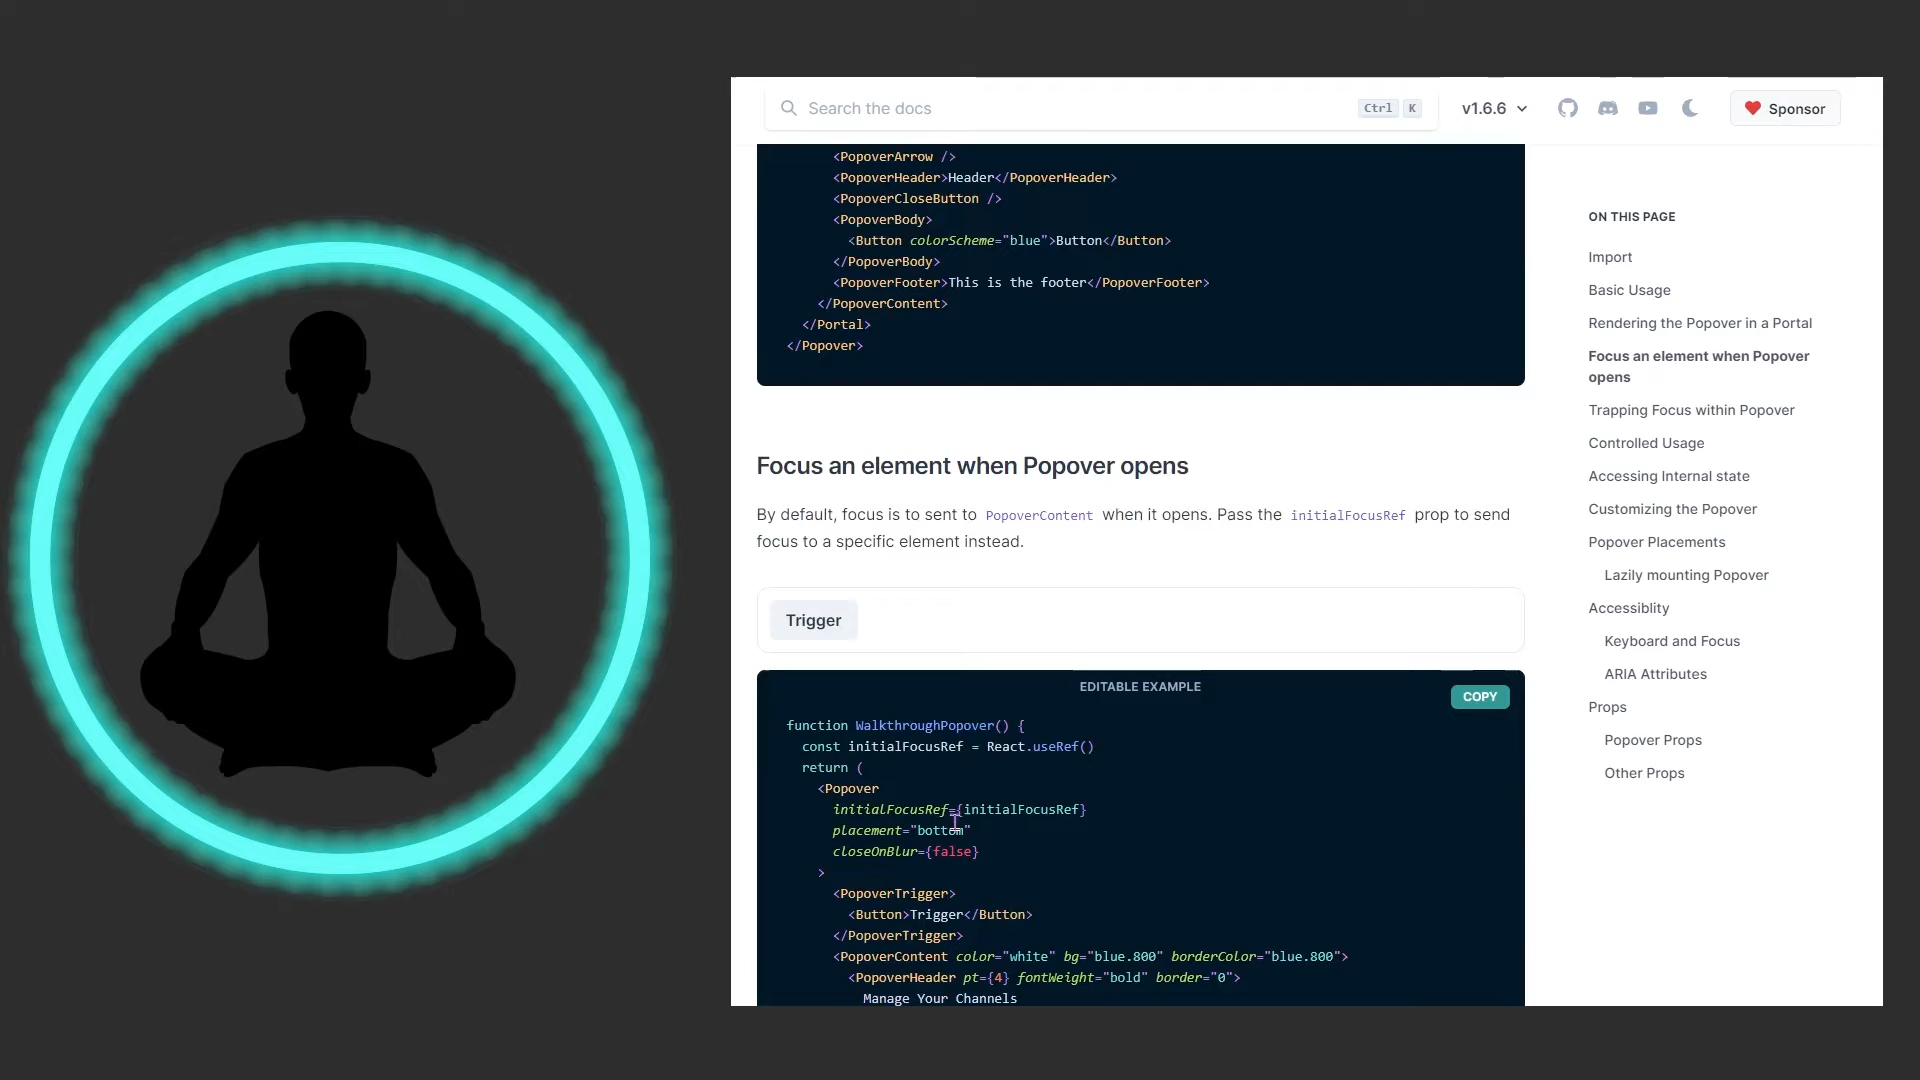 Search the docs
Ctrl K
v1.6.6
Sponsor
<PopoverArrow />
<PopoverHeader>Header</PopoverHeader>
<PopoverCloseButton />
<PopoverBody>
<Button colorScheme="blue">Button</Button>
</PopoverBody>
<PopoverFooter>This is the footer</PopoverFooter>
</PopoverContent>
</Portal>
</Popover>
Focus an element when Popover opens
By default, focus is to sent to PopoverContent when it opens. Pass the initialFocusRef prop to send
focus to a specific element instead.
Trigger
EDITABLE EXAMPLE
COPY
function WalkthroughPopover() {
const initialFocusRef = React.useRef()
return (
<Popover
initialFocusRef={initialFocusRef}
placement="bottom"
closeOnBlur={false}
>
<PopoverTrigger>
<Button>Trigger</Button>
</PopoverTrigger>
<PopoverContent color="white" bg="blue.800" borderColor="blue.800">
<PopoverHeader pt={4} fontWeight="bold" border="0">
Manage Your Channels
ON THIS PAGE
Import
Basic Usage
Rendering the Popover in a Portal
Focus an element when Popover
opens
Trapping Focus within Popover
Controlled Usage
Accessing Internal state
Customizing the Popover
Popover Placements
Lazily mounting Popover
Accessiblity
Keyboard and Focus
ARIA Attributes
Props
Popover Props
Other Props